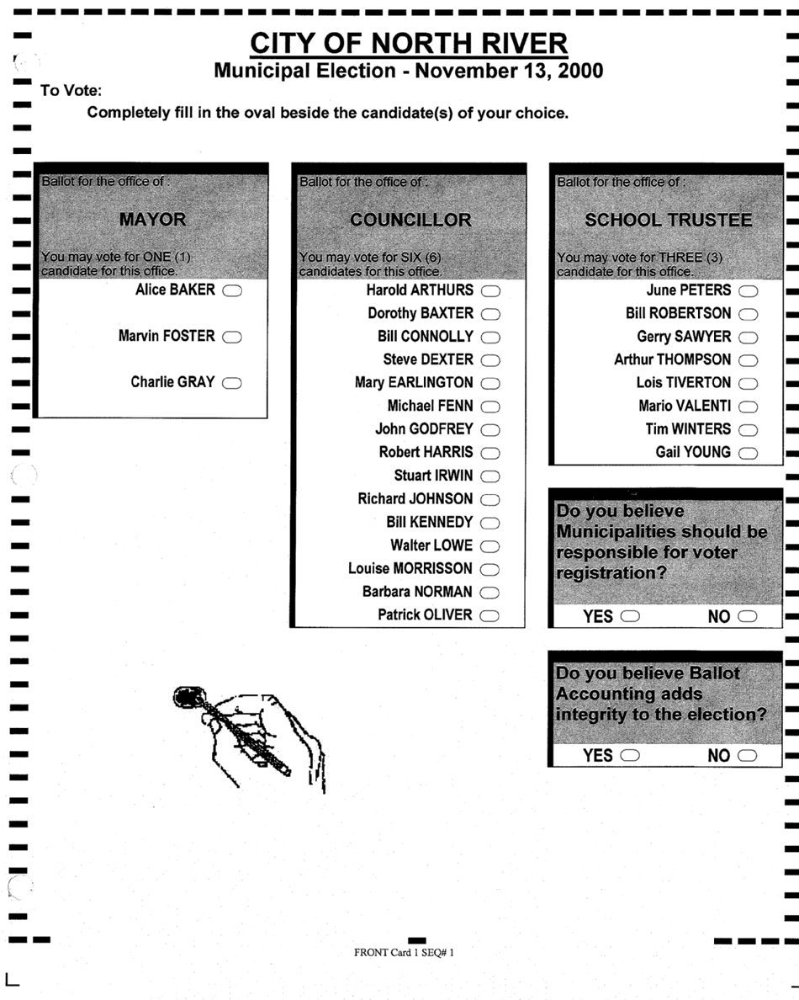 CITY OF NORTH RIVER
Municipal Election - November 13, 2000
To Vote:
Completely fill in the oval beside the candidate(s) of your choice.
Ballot for the office of :
MAYOR
You may vote for ONE (1)
candidate for this office.
Alice BAKER
Marvin FOSTER
Charlie GRAY
Ballot for the office of :
COUNCILLOR
You may vote for SIX (6)
candidates for this office.
Harold ARTHURS
Dorothy BAXTER
Bill CONNOLLY
Steve DEXTER
Mary EARLINGTON
Michael FENN
John GODFREY
Robert HARRIS
Stuart IRWIN
Richard JOHNSON
Bill KENNEDY
Walter LOWE
Louise MORRISSON
Barbara NORMAN
Patrick OLIVER
Ballot for the office of :
SCHOOL TRUSTEE
You may vote for THREE (3)
candidate for this office.
June PETERS
Bill ROBERTSON
Gerry SAWYER
Arthur THOMPSON
Lois TIVERTON
Mario VALENTI
Tim WINTERS
Gail YOUNG
Do you believe
Municipalities should be
responsible for voter
registration?
YES NO
Do you believe Ballot
Accounting adds
integrity to the election?
YES NO
FRONT Card 1 SEQ# 1